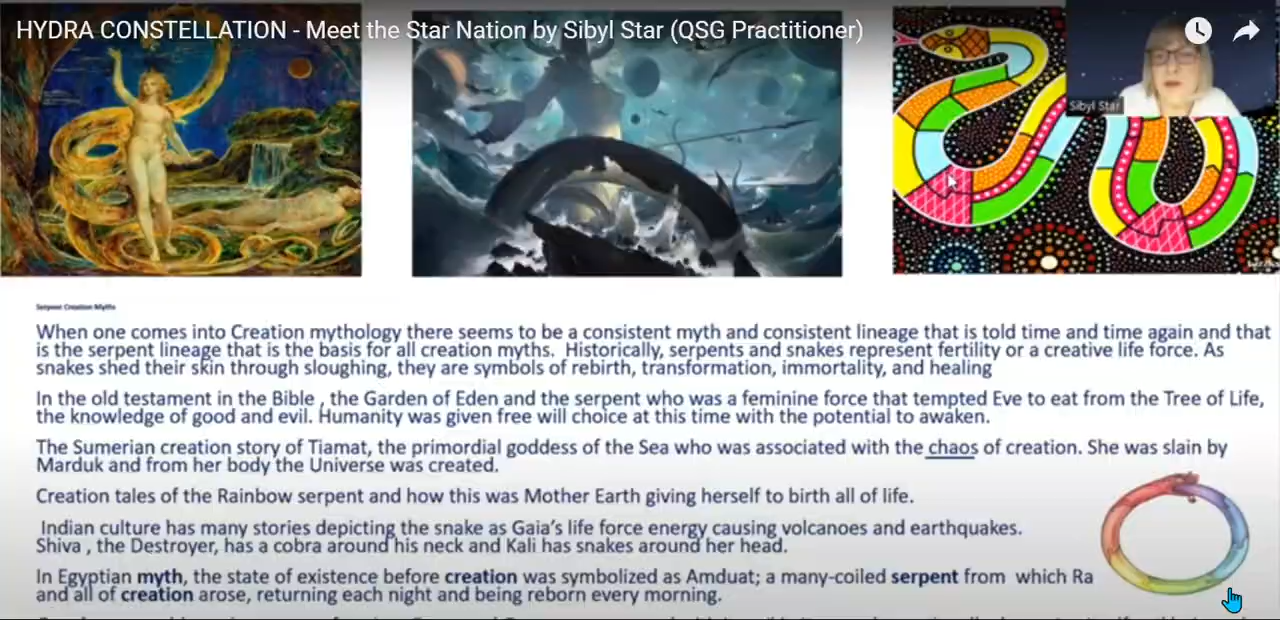 HYDRA CONSTELLATION - Meet the Star Nation by Sibyl Star (QSG Practitioner)
Sibyl Star
Serpent Creation Myths
When one comes into Creation mythology there seems to be a consistent myth and consistent lineage that is told time and time again and that
is the serpent lineage that is the basis for all creation myths. Historically, serpents and snakes represent fertility or a creative life force. As
snakes shed their skin through sloughing, they are symbols of rebirth, transformation, immortality, and healing
In the old testament in the Bible , the Garden of Eden and the serpent who was a feminine force that tempted Eve to eat from the Tree of Life,
the knowledge of good and evil. Humanity was given free will choice at this time with the potential to awaken.
The Sumerian creation story of Tiamat, the primordial goddess of the Sea who was associated with the chaos of creation. She was slain by
Marduk and from her body the Universe was created.
Creation tales of the Rainbow serpent and how this was Mother Earth giving herself to birth all of life.
Indian culture has many stories depicting the snake as Gaia's life force energy causing volcanoes and earthquakes.
Shiva , the Destroyer, has a cobra around his neck and Kali has snakes around her head.
In Egyptian myth, the state of existence before creation was symbolized as Amduat; a many-coiled serpent from which Ra
and all of creation arose, returning each night and being reborn every morning.